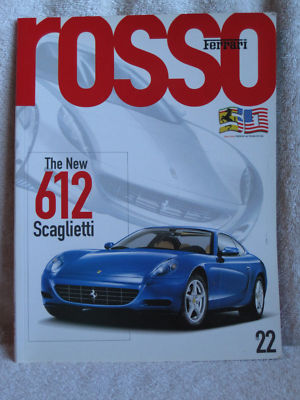 rosso
Ferrari
The New
612
Scaglietti
22